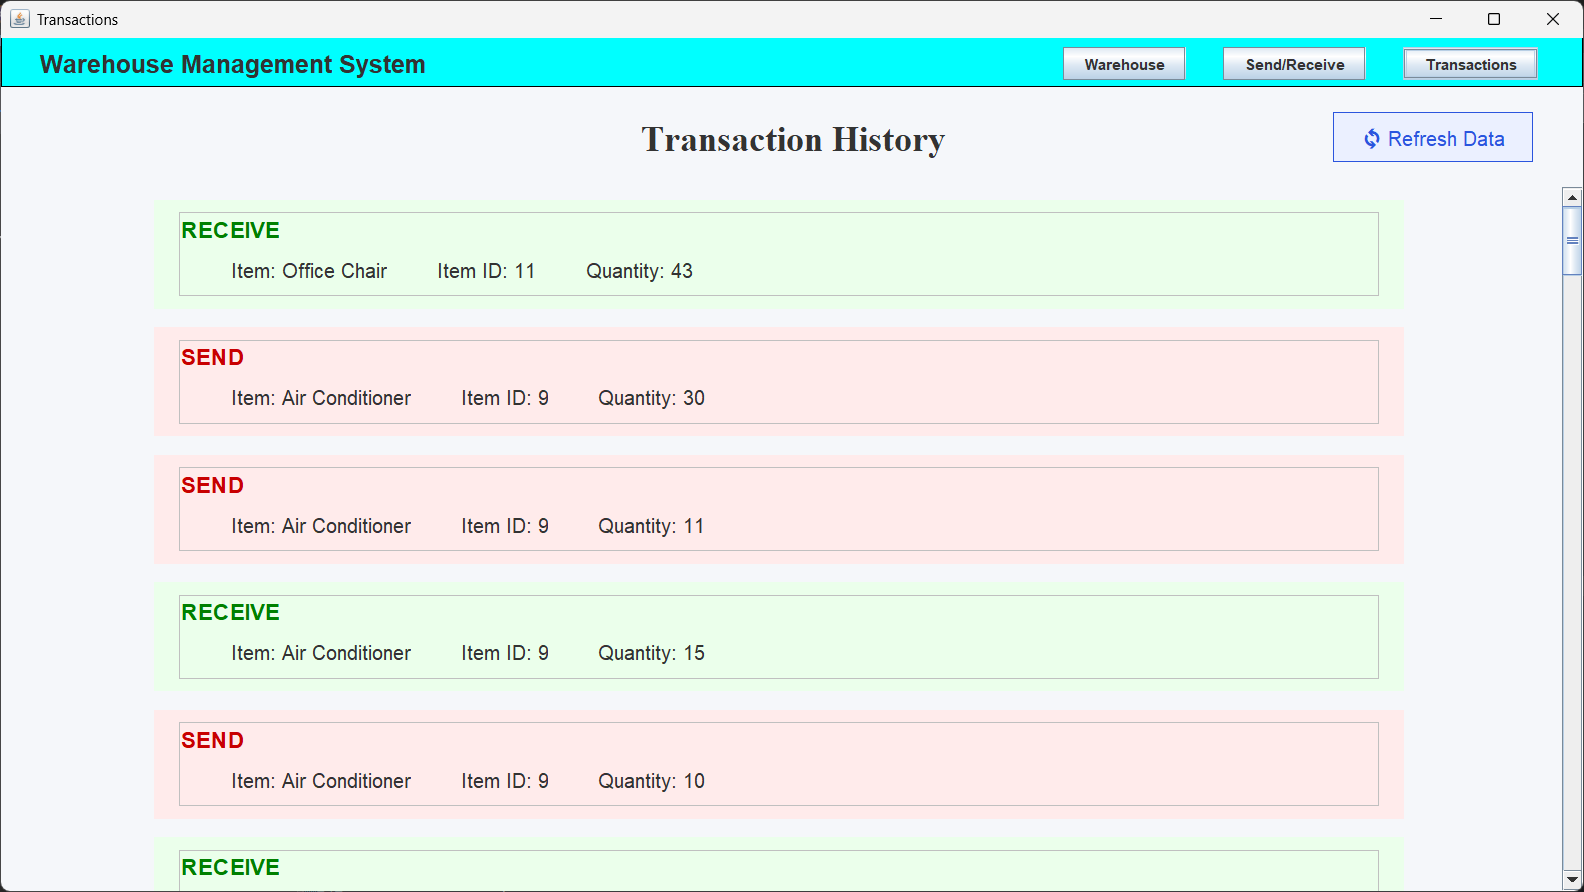 Transactions
Warehouse Management System
Warehouse
Send/Receive
Transactions
Transaction History
Refresh Data
RECEIVE
Item: Office Chair Item ID: 11 Quantity: 43
SEND
Item: Air Conditioner Item ID: 9 Quantity: 30
SEND
Item: Air Conditioner Item ID: 9 Quantity: 11
RECEIVE
Item: Air Conditioner Item ID: 9 Quantity: 15
SEND
Item: Air Conditioner Item ID: 9 Quantity: 10
RECEIVE